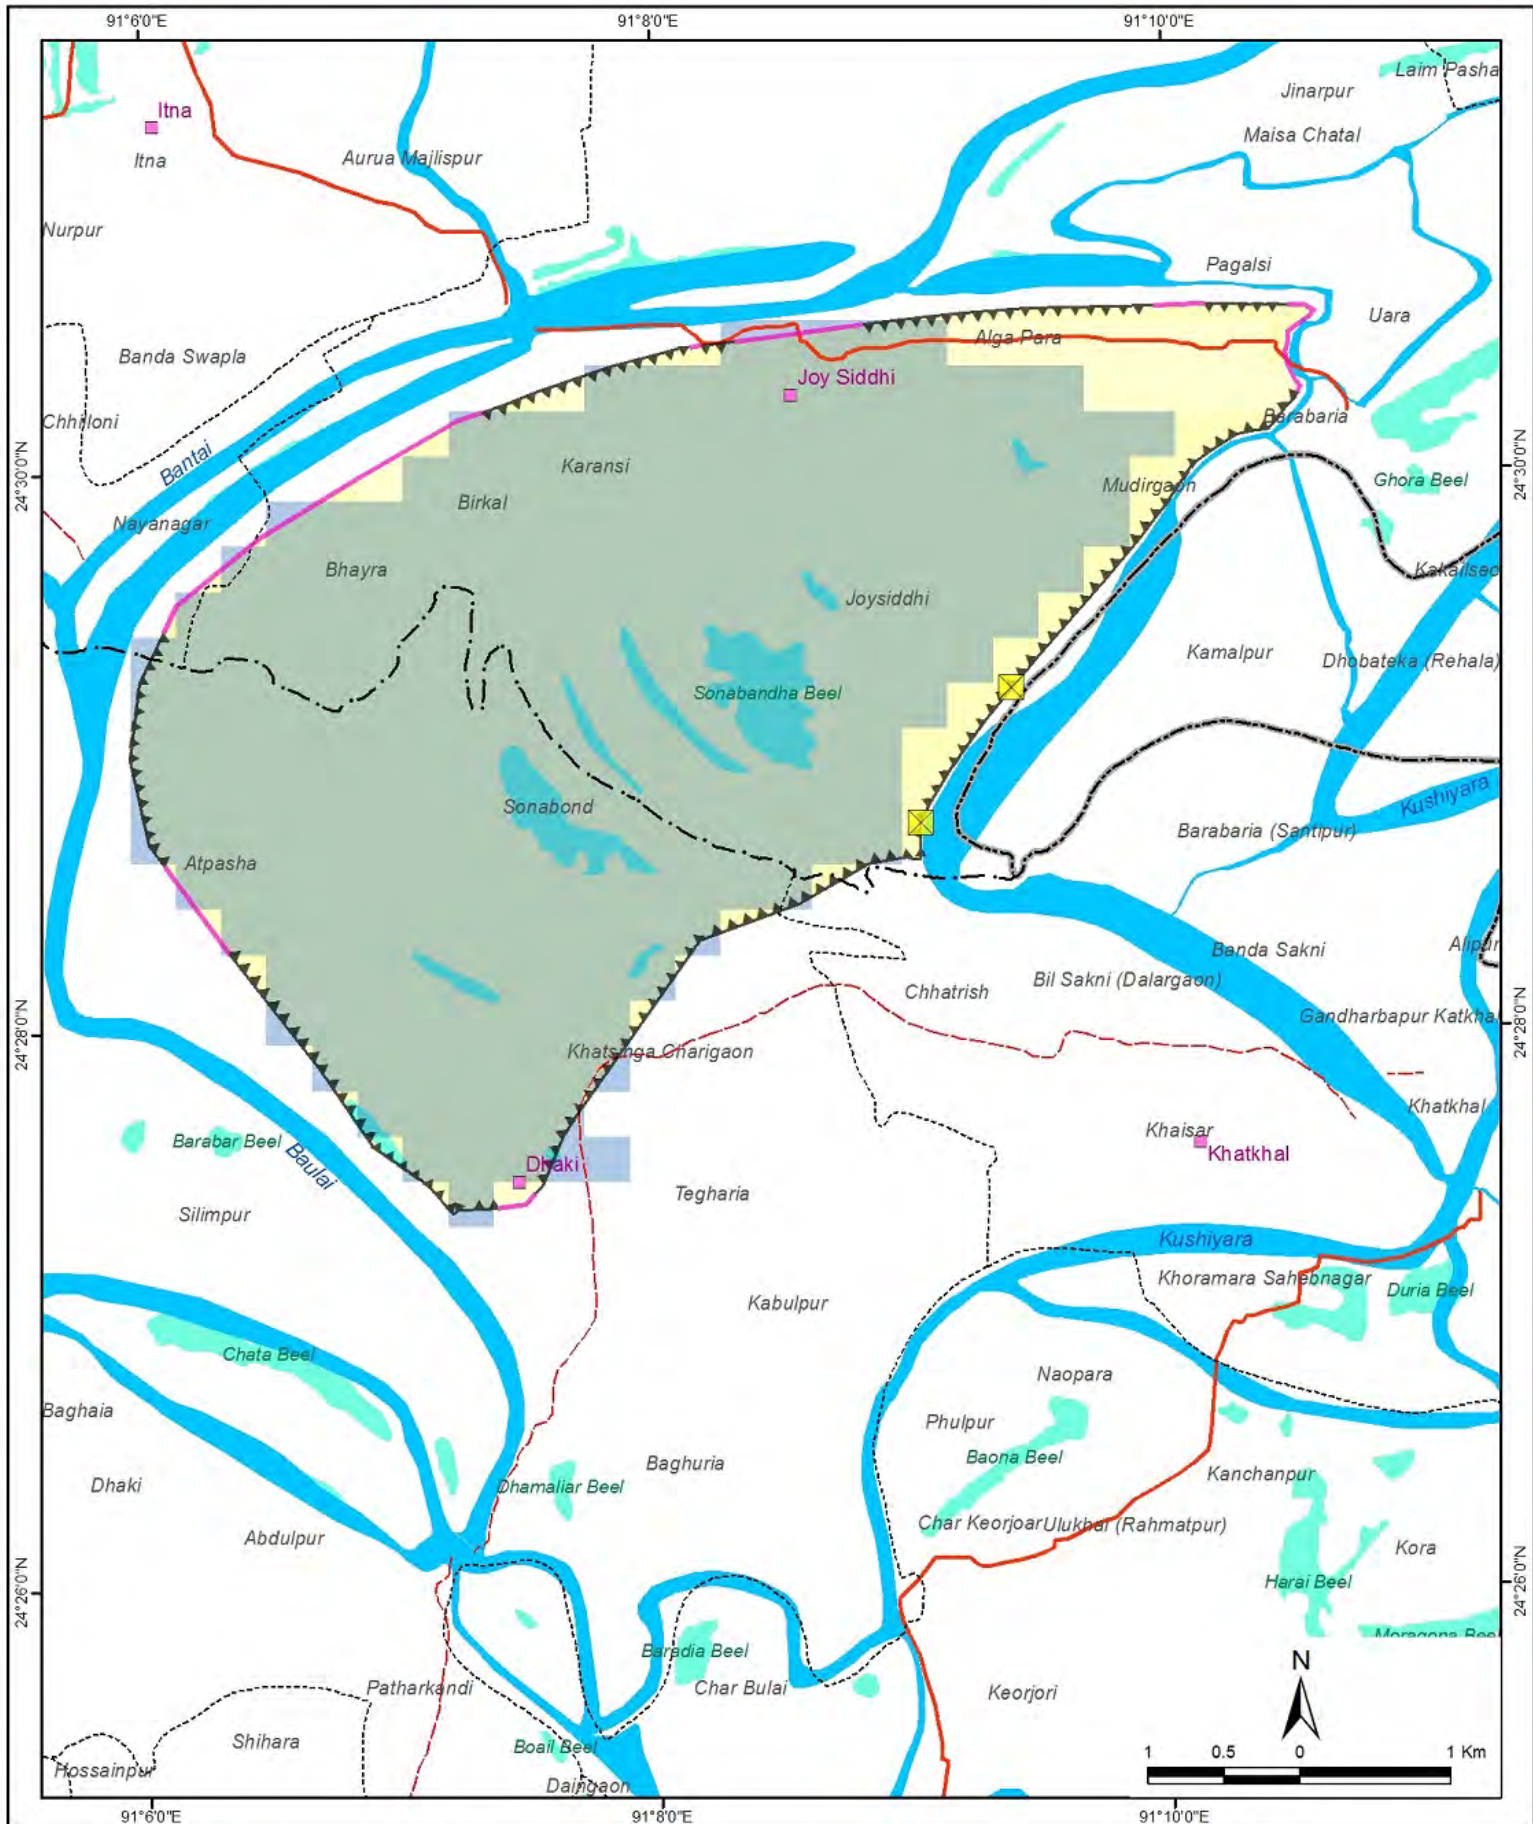 91°6'0"E
91°8'0"E
91°10'0"E
Laim Pasha
Jinarpur
Itna
Maisa Chatal
Itna
Aurua Majlispur
Nurpur
Pagalsi
Uara
Alga Para
Banda Swapla
Joy Siddhi
Chhilloni
Barabaria
Bantai
24°30'0"N
24°30'0"N
Karansi
Ghora Beel
Mudirgaon
Birkal
Nayanagar
Bhayra
Kakailseo
Joysiddhi
Kamalpur
Dhobateka (Rehala)
Sonabandha Beel
Kushiyara
Sonabond
Barabaria (Santipur)
Atpasha
Banda Sakni
Alipur
Bil Sakni (Dalargaon)
Chhatrish
Gandharbapur Katkha
24°28'0"N
24°28'0"N
Khatsinga Charigaon
Khatkhal
Khaisar
Barabar Beel
Khatkhal
Baulai
Dhaki
Tegharia
Silimpur
Kushiyara
Khoramara Sahebnagar
Duria Beel
Kabulpur
Chata Beel
Naopara
Baghaia
Phulpur
Baona Beel
Baghuria
Kanchanpur
Dhaki
Dhamaliar Beel
Char Keorjoar
Ulukhai (Rahmatpur)
Abdulpur
Kora
Harai Beel
24°26'0"N
24°26'0"N
Moragona Bee
Baradia Beel
N
Patharkandi
Char Bulai
Keorjori
Shihara
Boail Beel
1 0.5 0 1 Km
Hossainpur
Daingaon
91°6'0"E
91°8'0"E
91°10'0"E